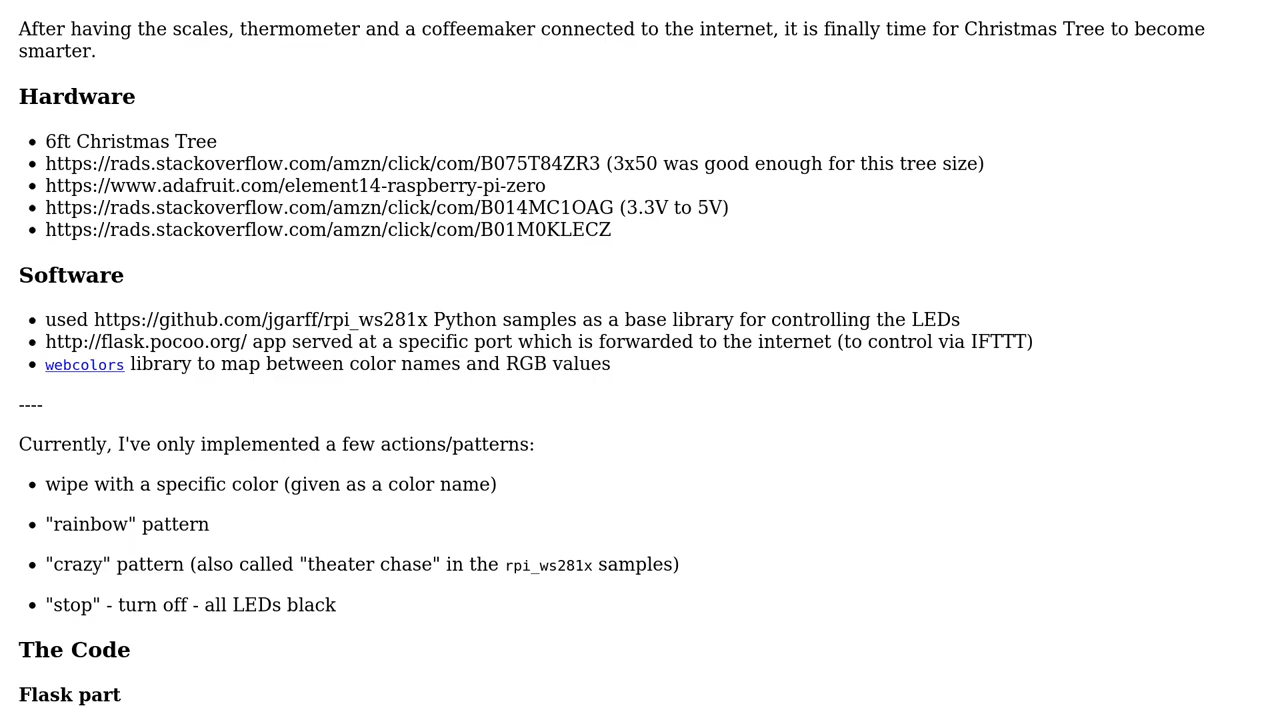 After having the scales, thermometer and a coffeemaker connected to the internet, it is finally time for Christmas Tree to become
smarter.
Hardware
• 6ft Christmas Tree
• https://rads.stackoverflow.com/amzn/click/com/B075T84ZR3 (3x50 was good enough for this tree size)
• https://www.adafruit.com/element14-raspberry-pi-zero
• https://rads.stackoverflow.com/amzn/click/com/B014MC1OAG (3.3V to 5V)
• https://rads.stackoverflow.com/amzn/click/com/B01M0KLECZ
Software
• used https://github.com/jgarff/rpi_ws281x Python samples as a base library for controlling the LEDs
• http://flask.pocoo.org/ app served at a specific port which is forwarded to the internet (to control via IFTTT)
• webcolors library to map between color names and RGB values
----
Currently, I've only implemented a few actions/patterns:
• wipe with a specific color (given as a color name)
• "rainbow" pattern
• "crazy" pattern (also called "theater chase" in the rpi_ws281x samples)
• "stop" - turn off - all LEDs black
The Code
Flask part